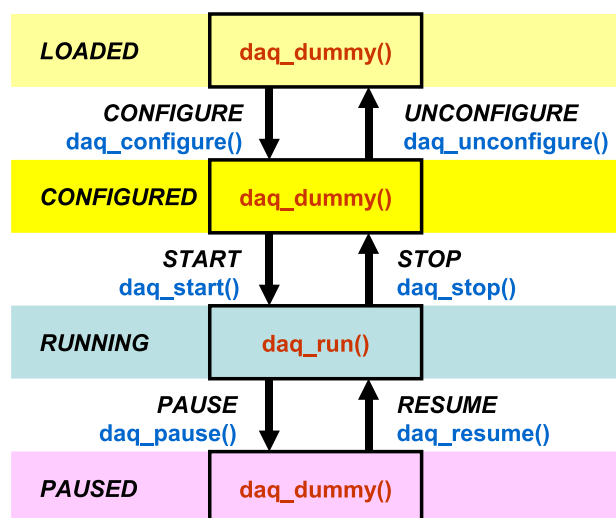 LOADED daq_dummy()
CONFIGURE UNCONFIGURE
daq_configure() daq_unconfigure()
CONFIGURED daq_dummy()
START STOP
daq_start() daq_stop()
RUNNING daq_run()
PAUSE RESUME
daq_pause() daq_resume()
PAUSED daq_dummy()